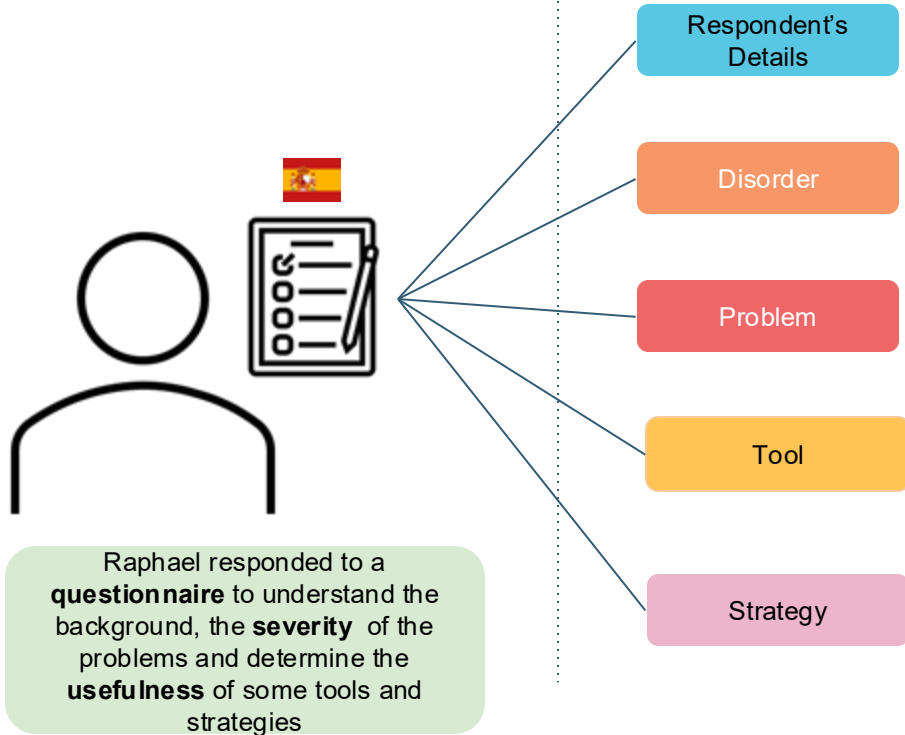 Respondent's
Details
Disorder
Problem
Tool
Strategy
Raphael responded to a
questionnaire to understand the
background, the severity of the
problems and determine the
usefulness of some tools and
strategies